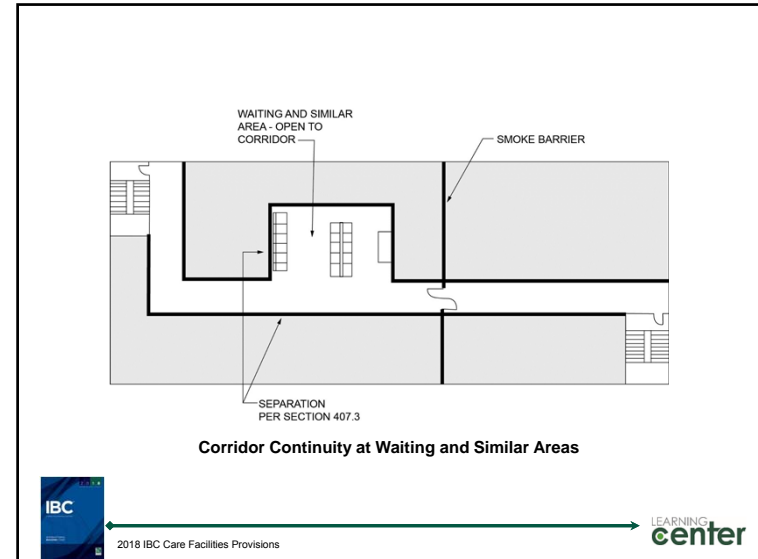 WAITING AND SIMILAR
AREA - OPEN TO
CORRIDOR
SMOKE BARRIER
SEPARATION
PER SECTION 407.3
Corridor Continuity at Waiting and Similar Areas
IBC
2018 IBC Care Facilities Provisions
LEARNING
center